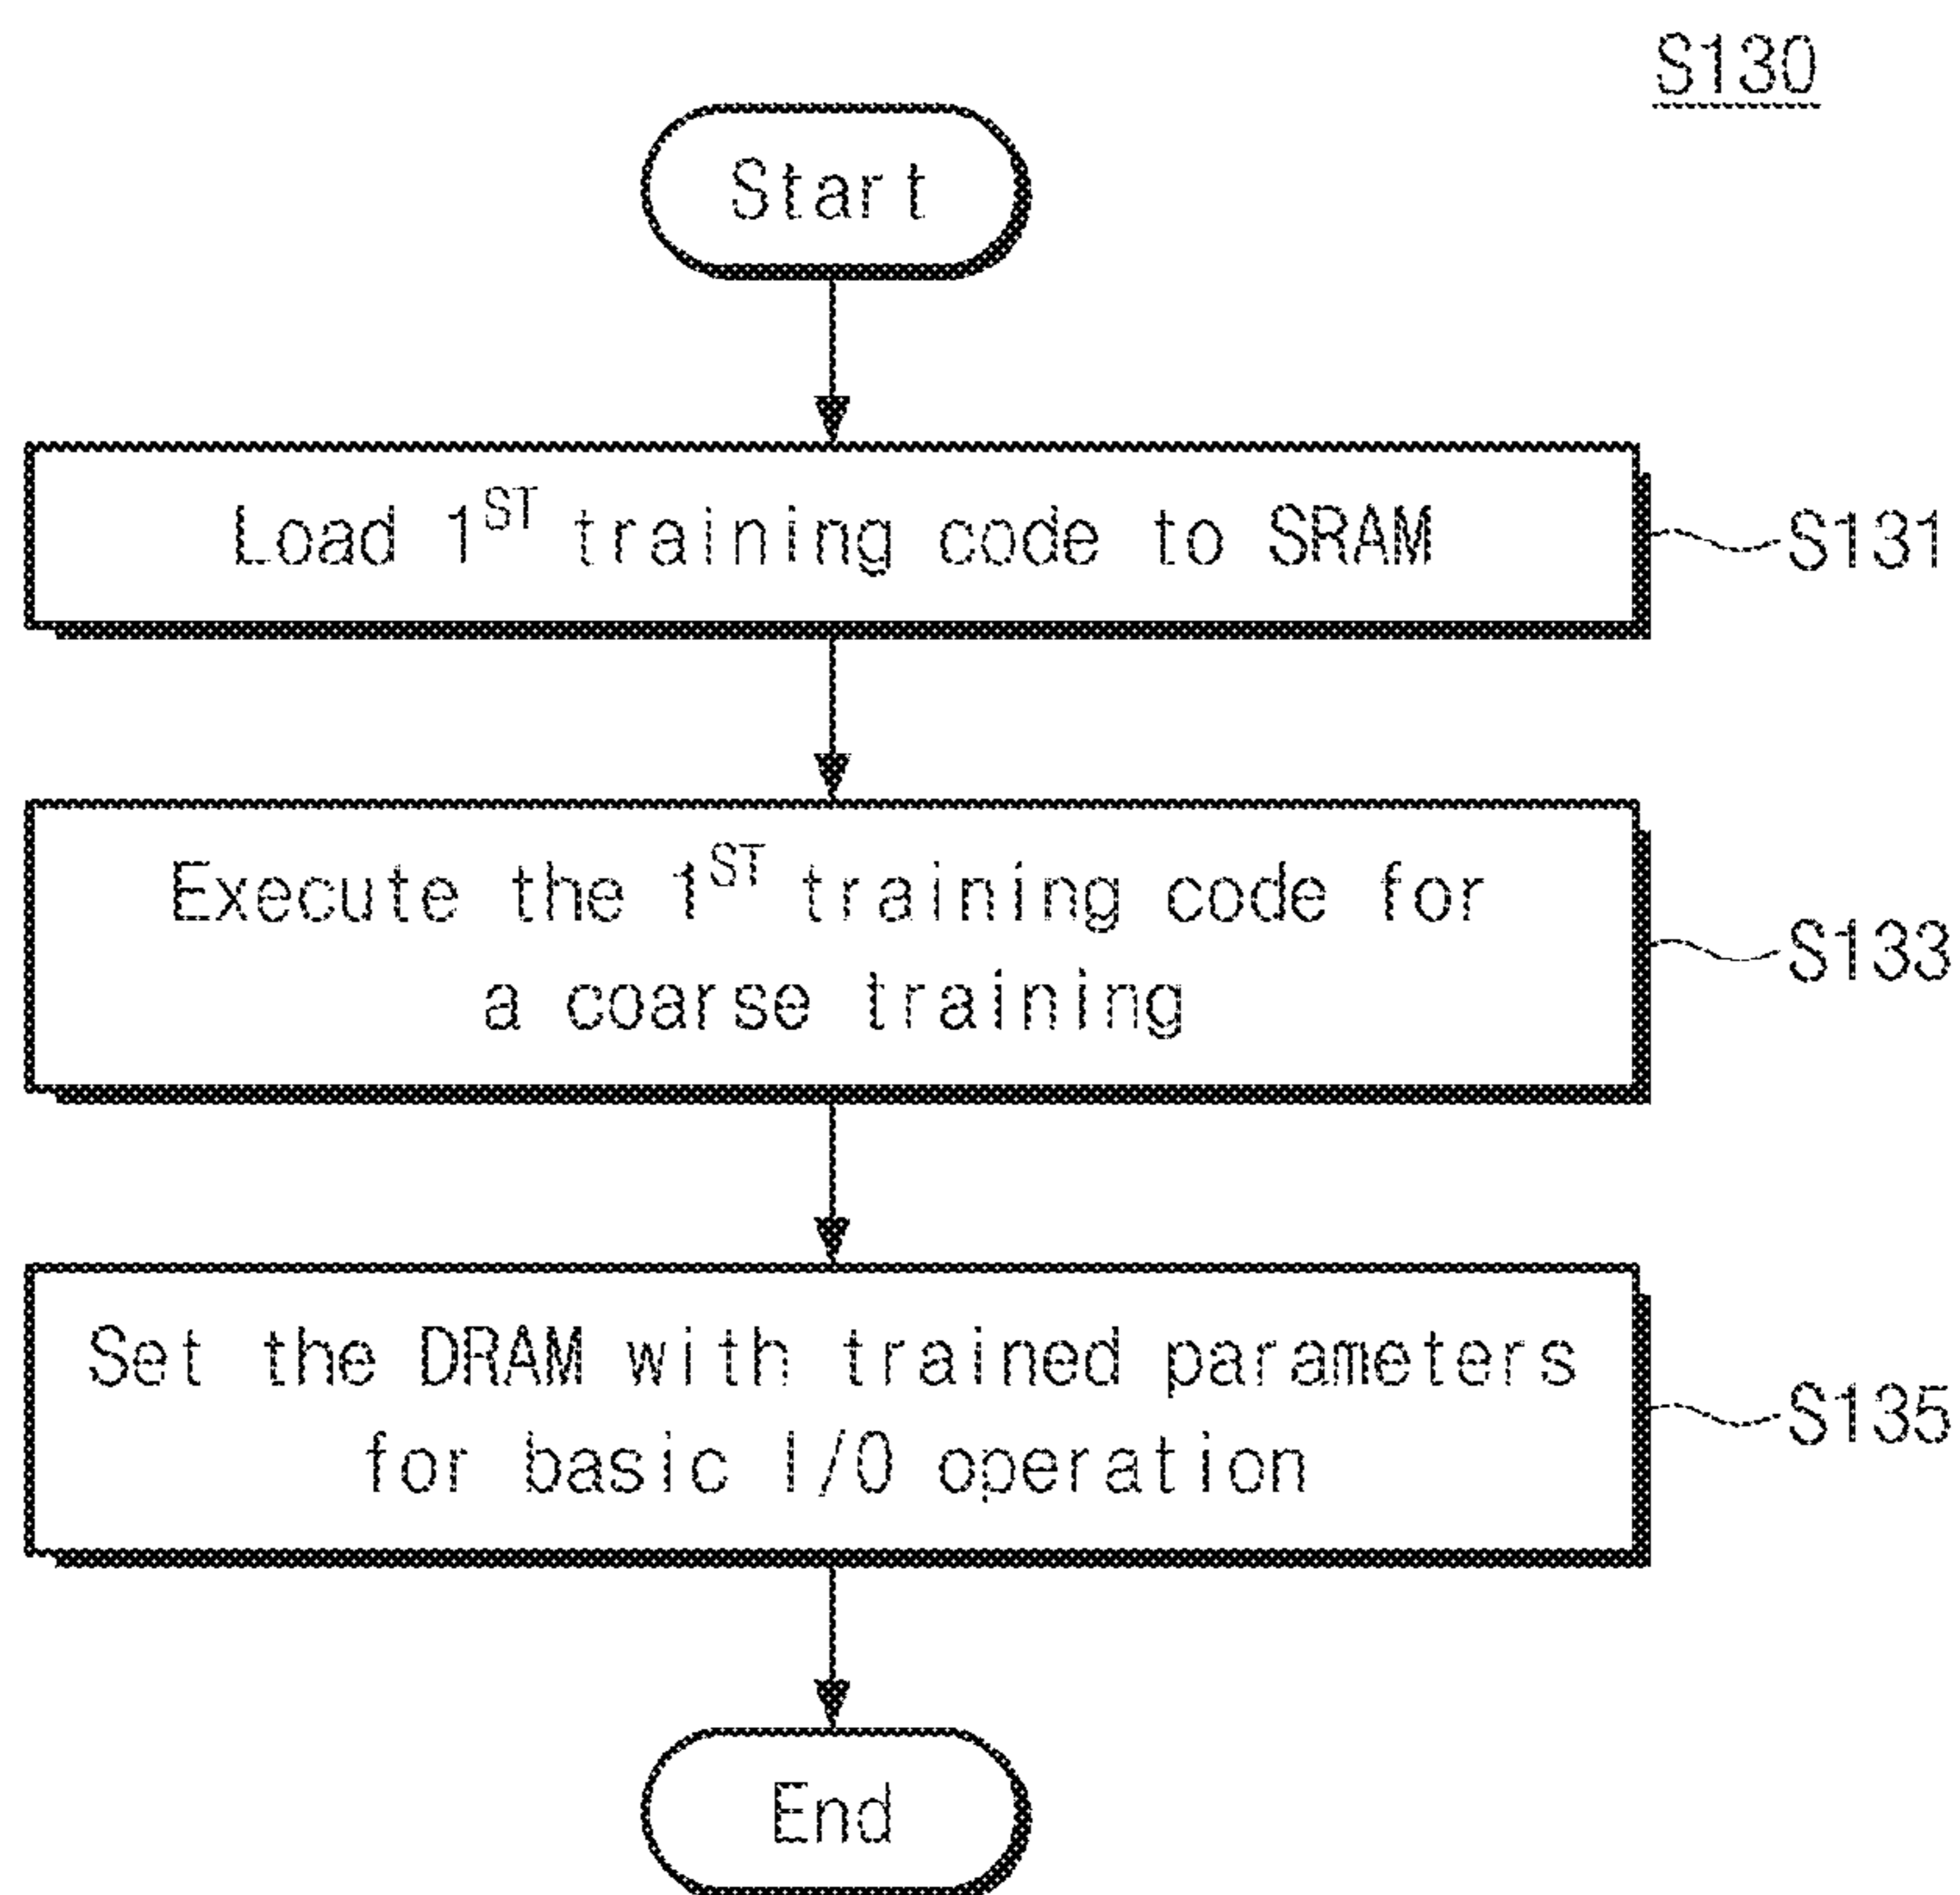 S130
Start
Load 1ST training code to SRAM
S131
Execute the 1ST training code for
a coarse training
S133
Set the DRAM with trained parameters
for basic I/O operation
S135
End